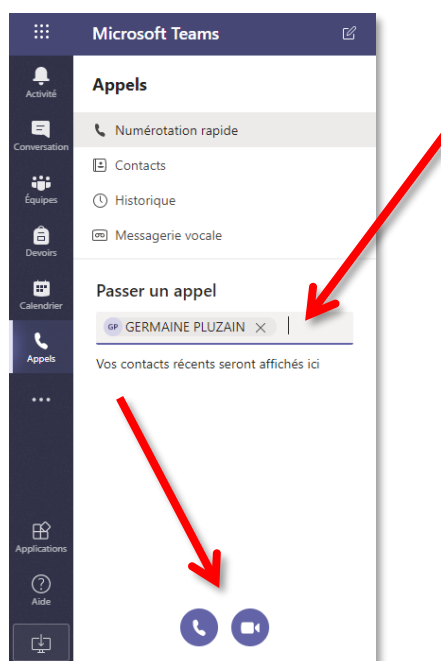 Microsoft Teams
Activité
Conversation
Équipes
Devoirs
Calendrier
Appels
Applications
Aide
Appels
Numérotation rapide
Contacts
Historique
Messagerie vocale
Passer un appel
GP GERMAINE PLUZAIN
Vos contacts récents seront affichés ici